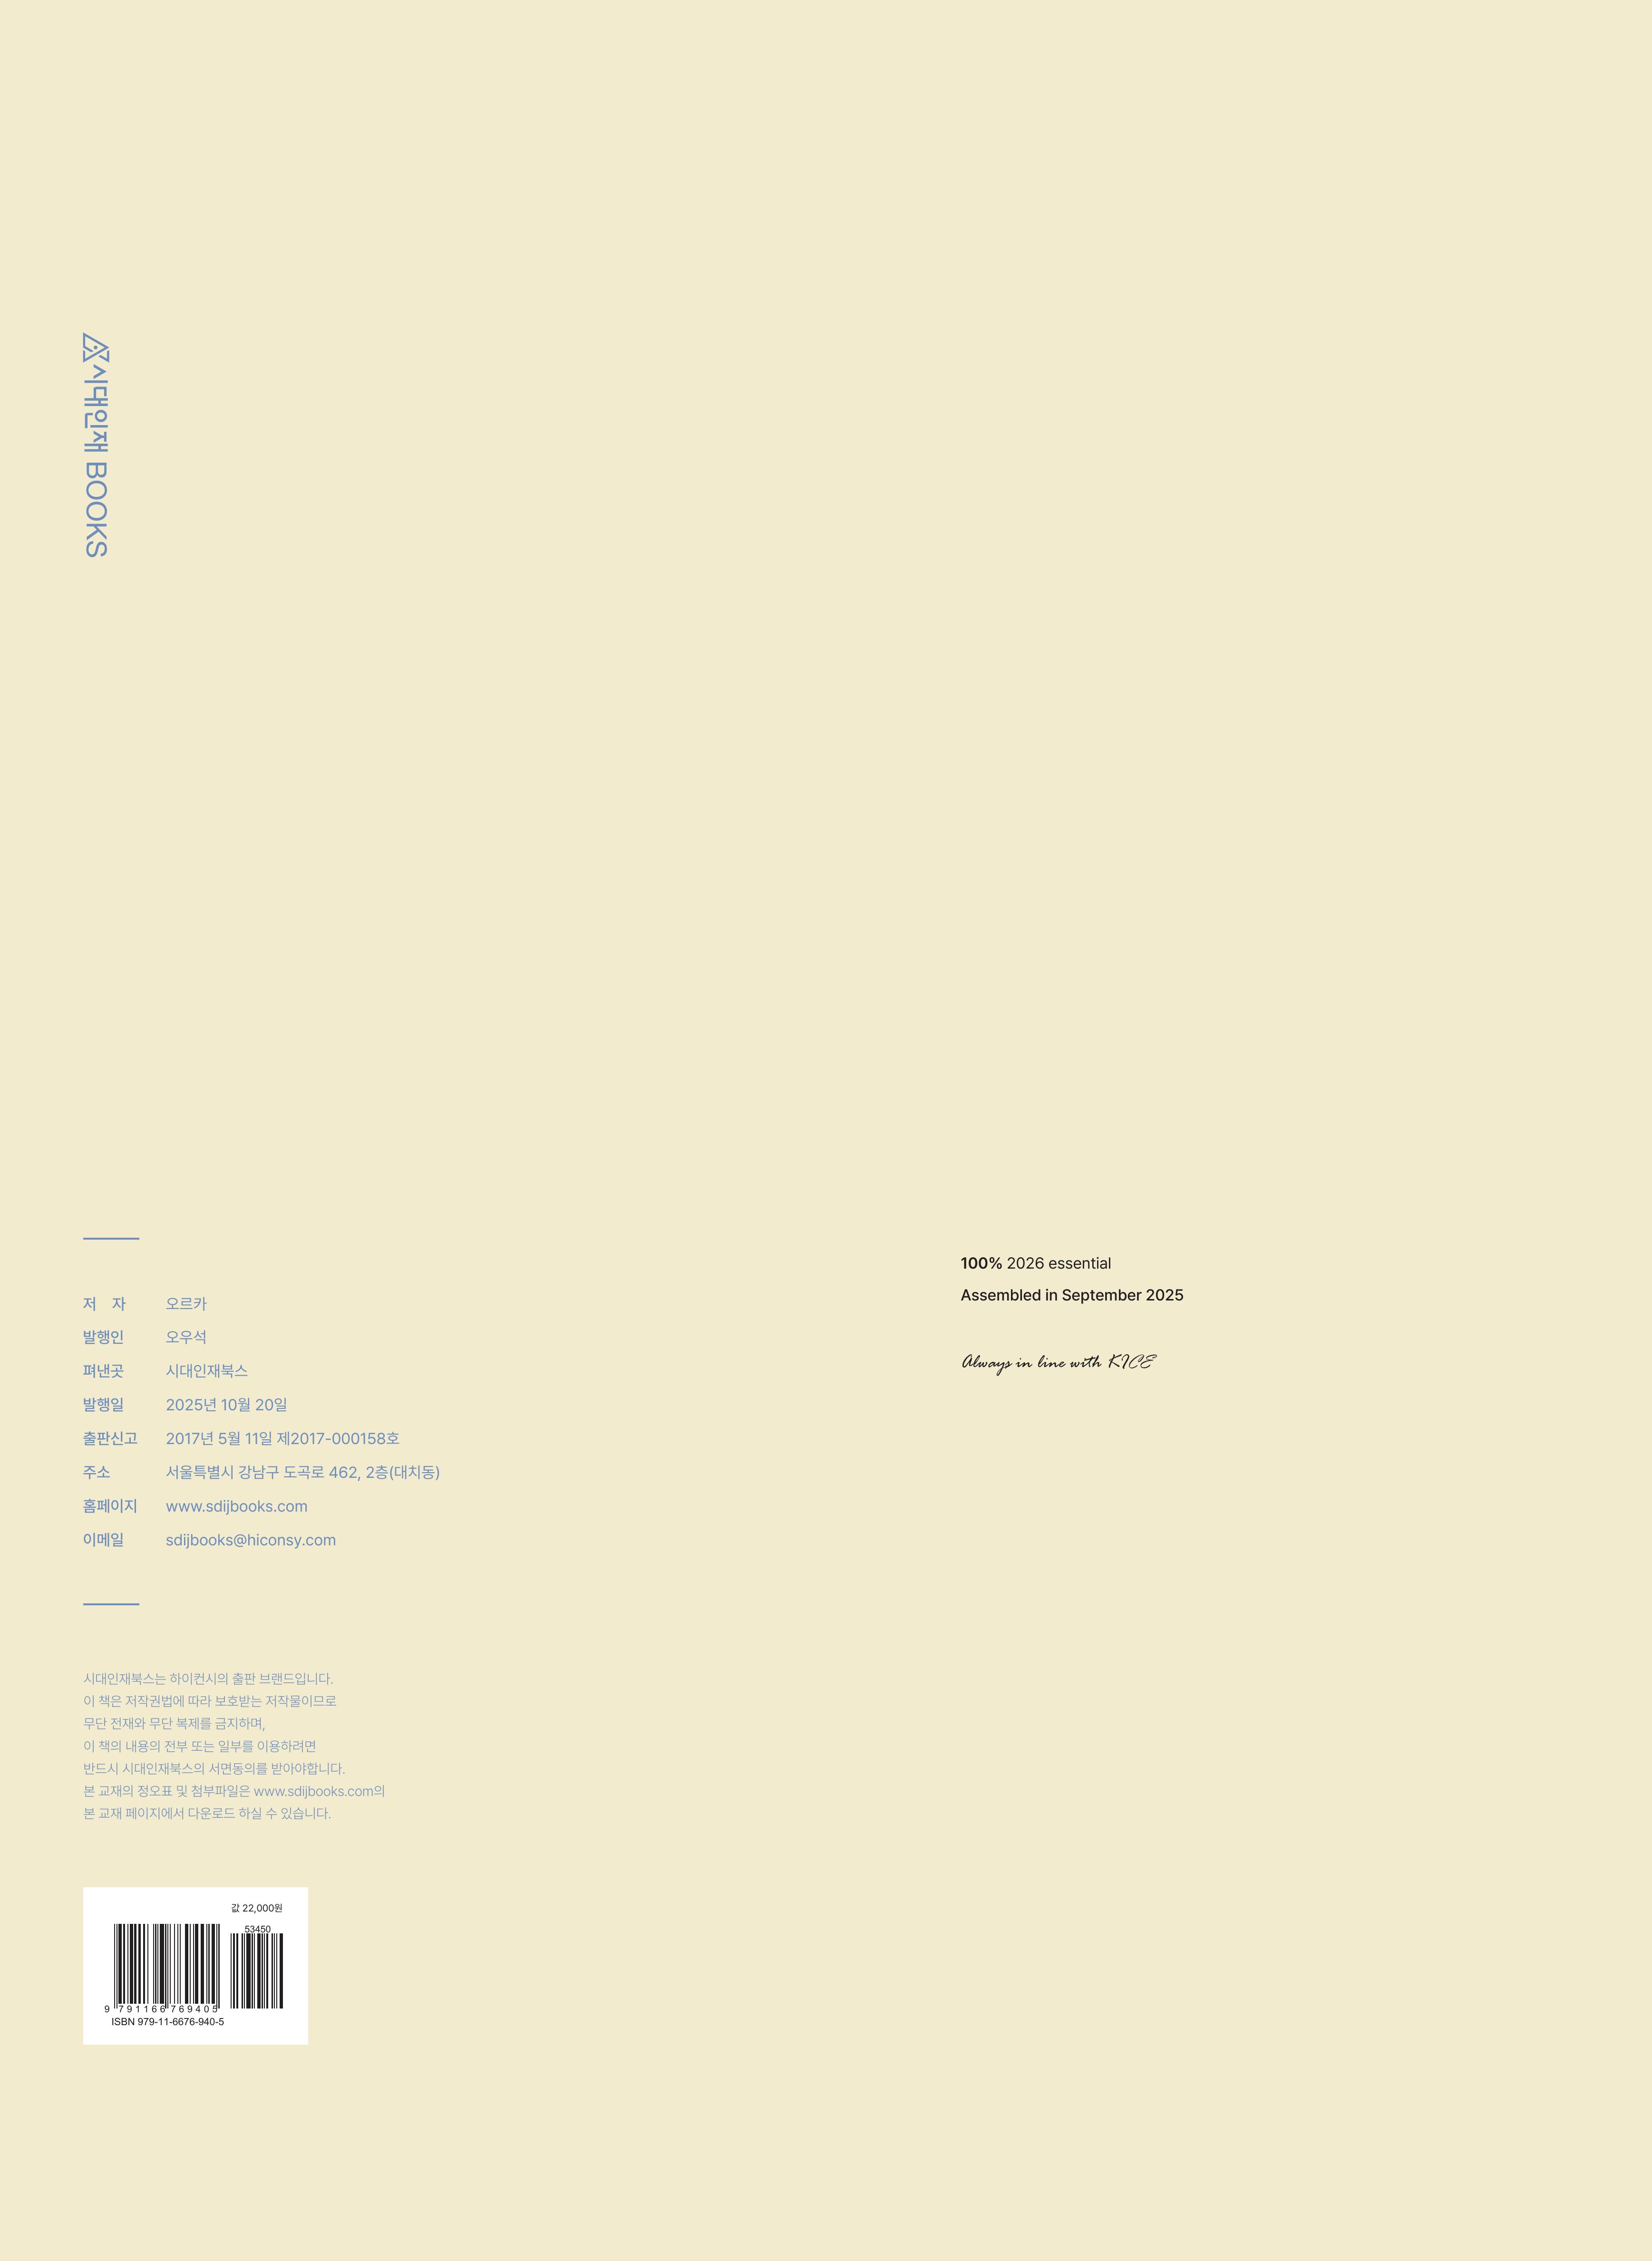 시대인재 BOOKS
저 자 오르카
발행인 오우석
펴낸곳 시대인재북스
발행일 2025년 10월 20일
출판신고 2017년 5월 11일 제2017-000158호
주소 서울특별시 강남구 도곡로 462, 2층(대치동)
홈페이지 www.sdijbooks.com
이메일 sdijbooks@hiconsy.com
시대인재북스는 하이컨시의 출판 브랜드입니다.
이 책은 저작권법에 따라 보호받는 저작물이므로
무단 전재와 무단 복제를 금지하며,
이 책의 내용의 전부 또는 일부를 이용하려면
반드시 시대인재북스의 서면동의를 받아야합니다.
본 교재의 정오표 및 첨부파일은 www.sdijbooks.com의
본 교재 페이지에서 다운로드 하실 수 있습니다.
값 22,000원
53450
9 791166 769405
ISBN 979-11-6676-940-5
100% 2026 essential
Assembled in September 2025
Always in line with KICE